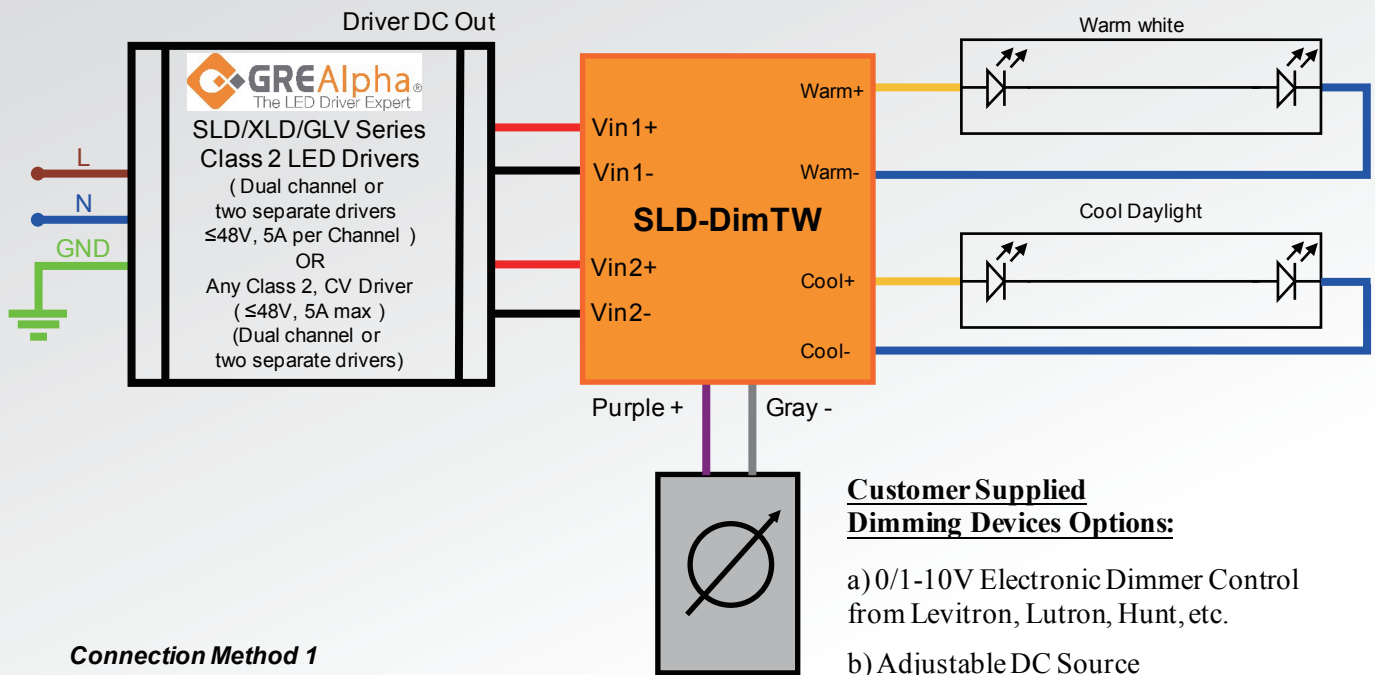 Driver DC Out
GREAlpha®
The LED Driver Expert
SLD/XLD/GLV Series
Class 2 LED Drivers
( Dual channel or
two separate drivers
≤48V, 5A per Channel )
OR
Any Class 2, CV Driver
( ≤48V, 5A max )
(Dual channel or
two separate drivers)
L
N
GND
Vin1+
Vin1-
SLD-DimTW
Vin2+
Vin2-
Warm+
Warm-
Cool+
Cool-
Warm white
Cool Daylight
Purple +
Gray -
Customer Supplied
Dimming Devices Options:
a) 0/1-10V Electronic Dimmer Control
from Levitron, Lutron, Hunt, etc.
b) Adjustable DC Source
Connection Method 1